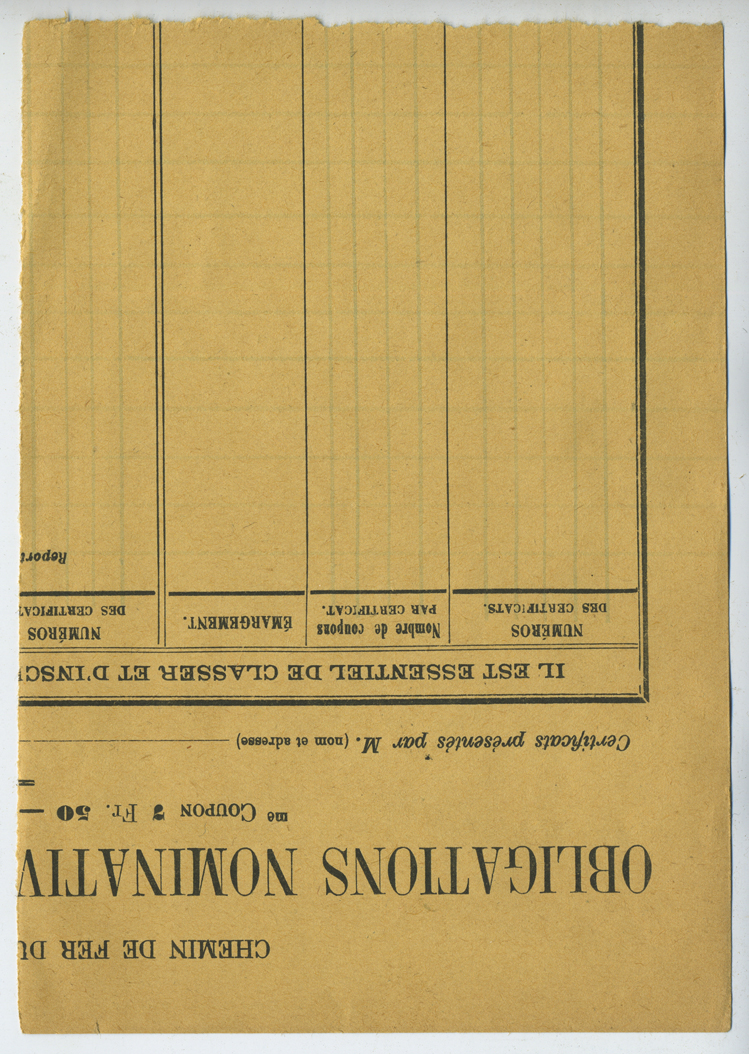 CHEMIN DE FER DU
OBLIGATIONS NOMINATIV
me COUPON 7 Fr. 50 —
Certificats présentés par M. (nom et adresse)
IL EST ESSENTIEL DE CLASSER ET D'INSC
NUMÉROS
DES CERTIFICATS.
Nombre de coupons
PAR CERTIFICAT.
ÉMARGEMENT.
NUMÉROS
DES CERTIFICAT
Report